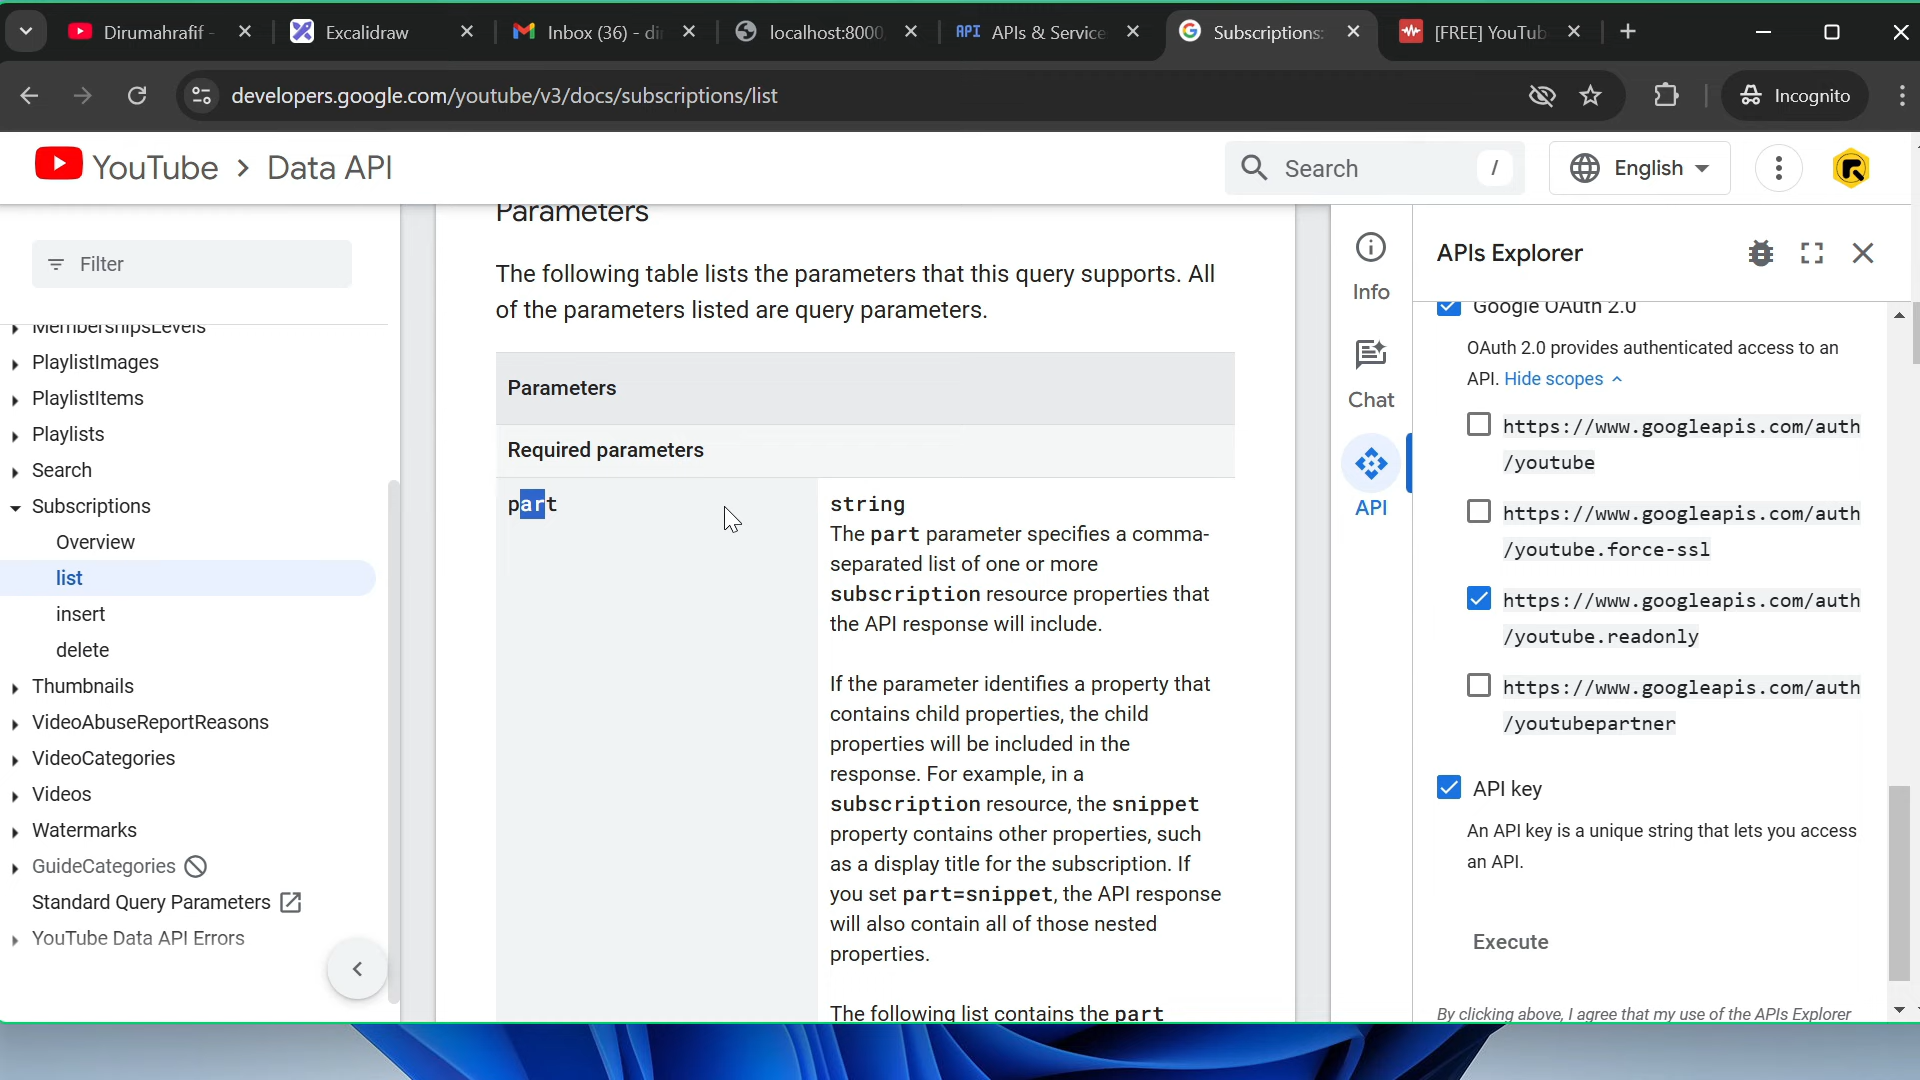 Dirumahrafif -
Excalidraw
Inbox (36) - di
localhost:8000
API APIs & Service
Subscriptions:
[FREE] YouTub
developers.google.com/youtube/v3/docs/subscriptions/list
Incognito
YouTube > Data API
Search
/
English
Filter
MembershipsLevels
PlaylistImages
PlaylistItems
Playlists
Search
Subscriptions
Overview
list
insert
delete
Thumbnails
VideoAbuseReportReasons
VideoCategories
Videos
Watermarks
GuideCategories
Standard Query Parameters
YouTube Data API Errors
Parameters
The following table lists the parameters that this query supports. All
of the parameters listed are query parameters.
Parameters
Required parameters
part
string
The part parameter specifies a comma-
separated list of one or more
subscription resource properties that
the API response will include.
If the parameter identifies a property that
contains child properties, the child
properties will be included in the
response. For example, in a
subscription resource, the snippet
property contains other properties, such
as a display title for the subscription. If
you set part=snippet, the API response
will also contain all of those nested
properties.
The following list contains the part
Info
Chat
API
APIs Explorer
Google OAuth 2.0
OAuth 2.0 provides authenticated access to an
API. Hide scopes
https://www.googleapis.com/auth
/youtube
https://www.googleapis.com/auth
/youtube.force-ssl
https://www.googleapis.com/auth
/youtube.readonly
https://www.googleapis.com/auth
/youtubepartner
API key
An API key is a unique string that lets you access
an API.
Execute
By clicking above, I agree that my use of the APIs Explorer